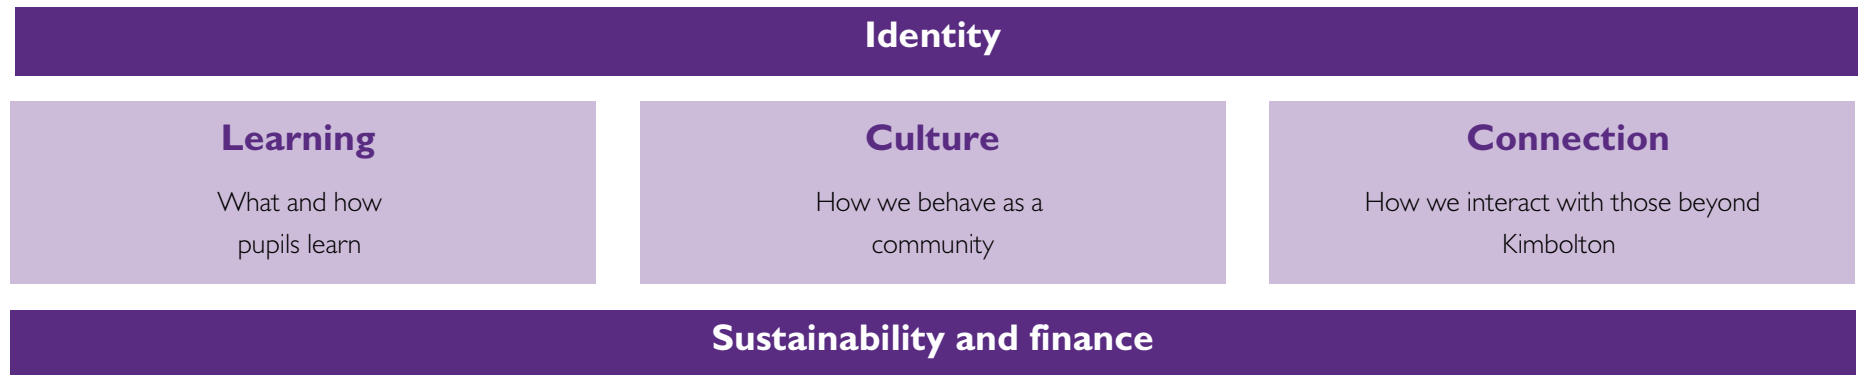 Identity
Learning
What and how
pupils learn
Culture
How we behave as a
community
Connection
How we interact with those beyond
Kimbolton
Sustainability and finance